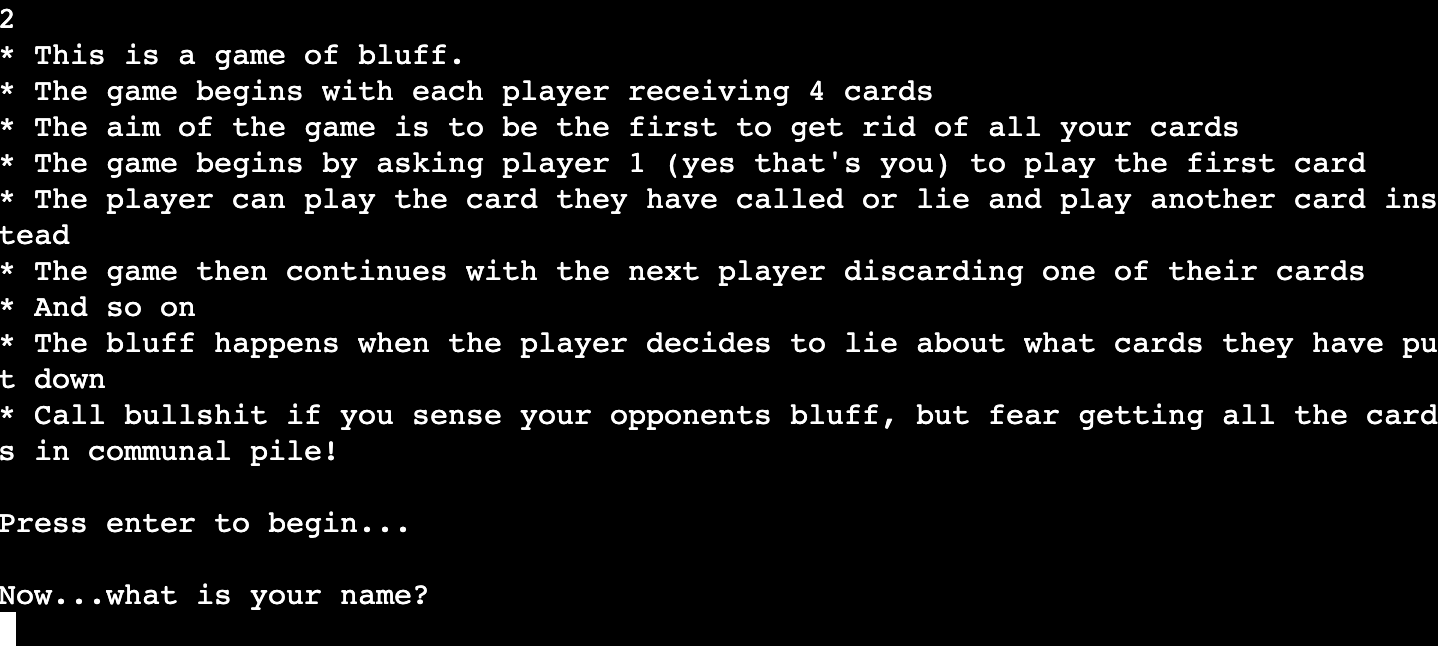 2
* This is a game of bluff.
* The game begins with each player receiving 4 cards
* The aim of the game is to be the first to get rid of all your cards
* The game begins by asking player 1 (yes that's you) to play the first card
* The player can play the card they have called or lie and play another card ins
tead
* The game then continues with the next player discarding one of their cards
* And so on
* The bluff happens when the player decides to lie about what cards they have pu
t down
* Call bullshit if you sense your opponents bluff, but fear getting all the card
s in communal pile!
Press enter to begin...
Now...what is your name?